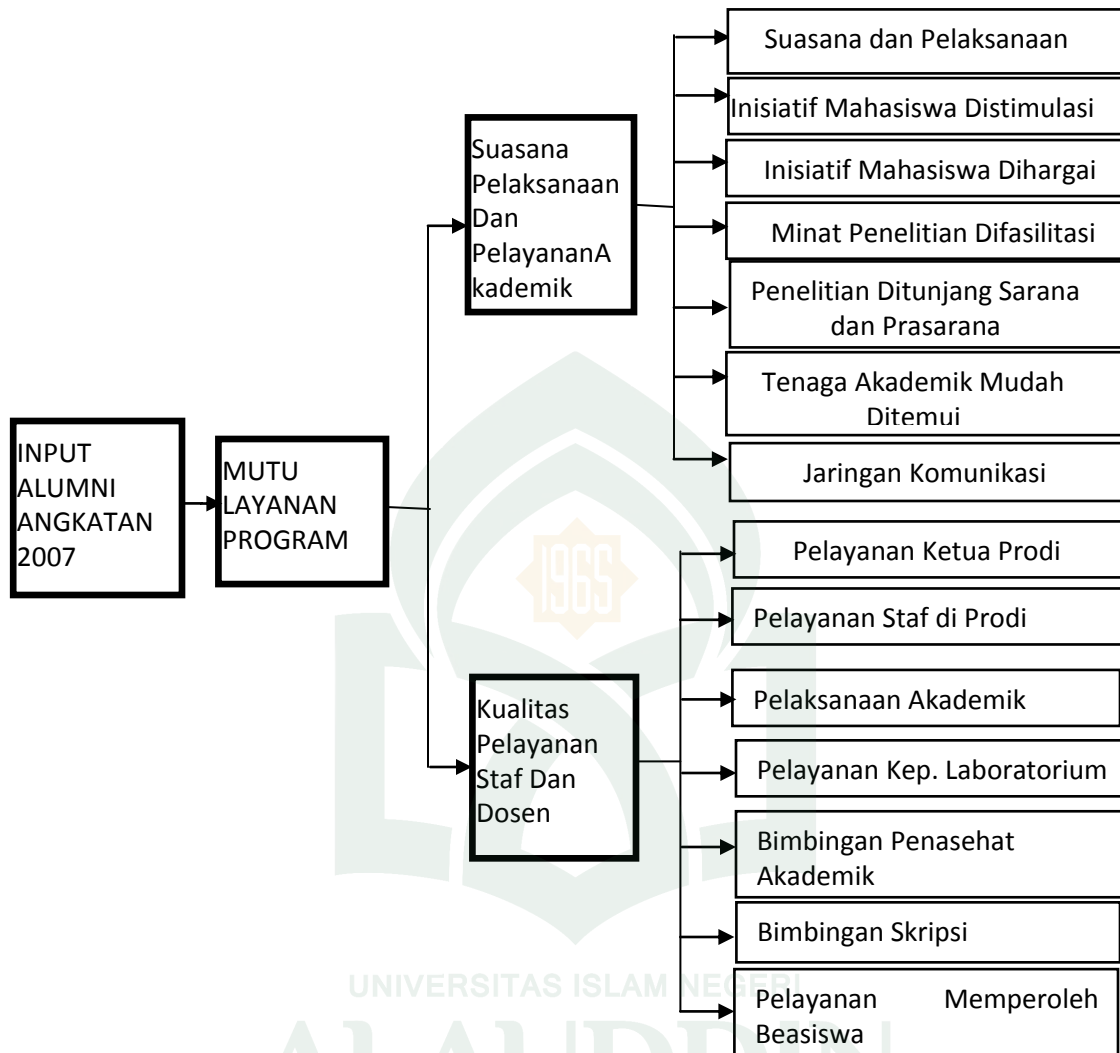 INPUT
ALUMNI
ANGKATAN
2007
MUTU
LAYANAN
PROGRAM
Suasana
Pelaksanaan
Dan
PelayananA
kademik
Suasana dan Pelaksanaan
Inisiatif Mahasiswa Distimulasi
Inisiatif Mahasiswa Dihargai
Minat Penelitian Difasilitasi
Penelitian Ditunjang Sarana
dan Prasarana
Tenaga Akademik Mudah
Ditemui
Jaringan Komunikasi
Kualitas
Pelayanan
Staf Dan
Dosen
Pelayanan Ketua Prodi
Pelayanan Staf di Prodi
Pelaksanaan Akademik
Pelayanan Kep. Laboratorium
Bimbingan Penasehat
Akademik
Bimbingan Skripsi
Pelayanan Memperoleh
Beasiswa
1965
UNIVERSITAS ISLAM NEGERI
ALAUDDIN